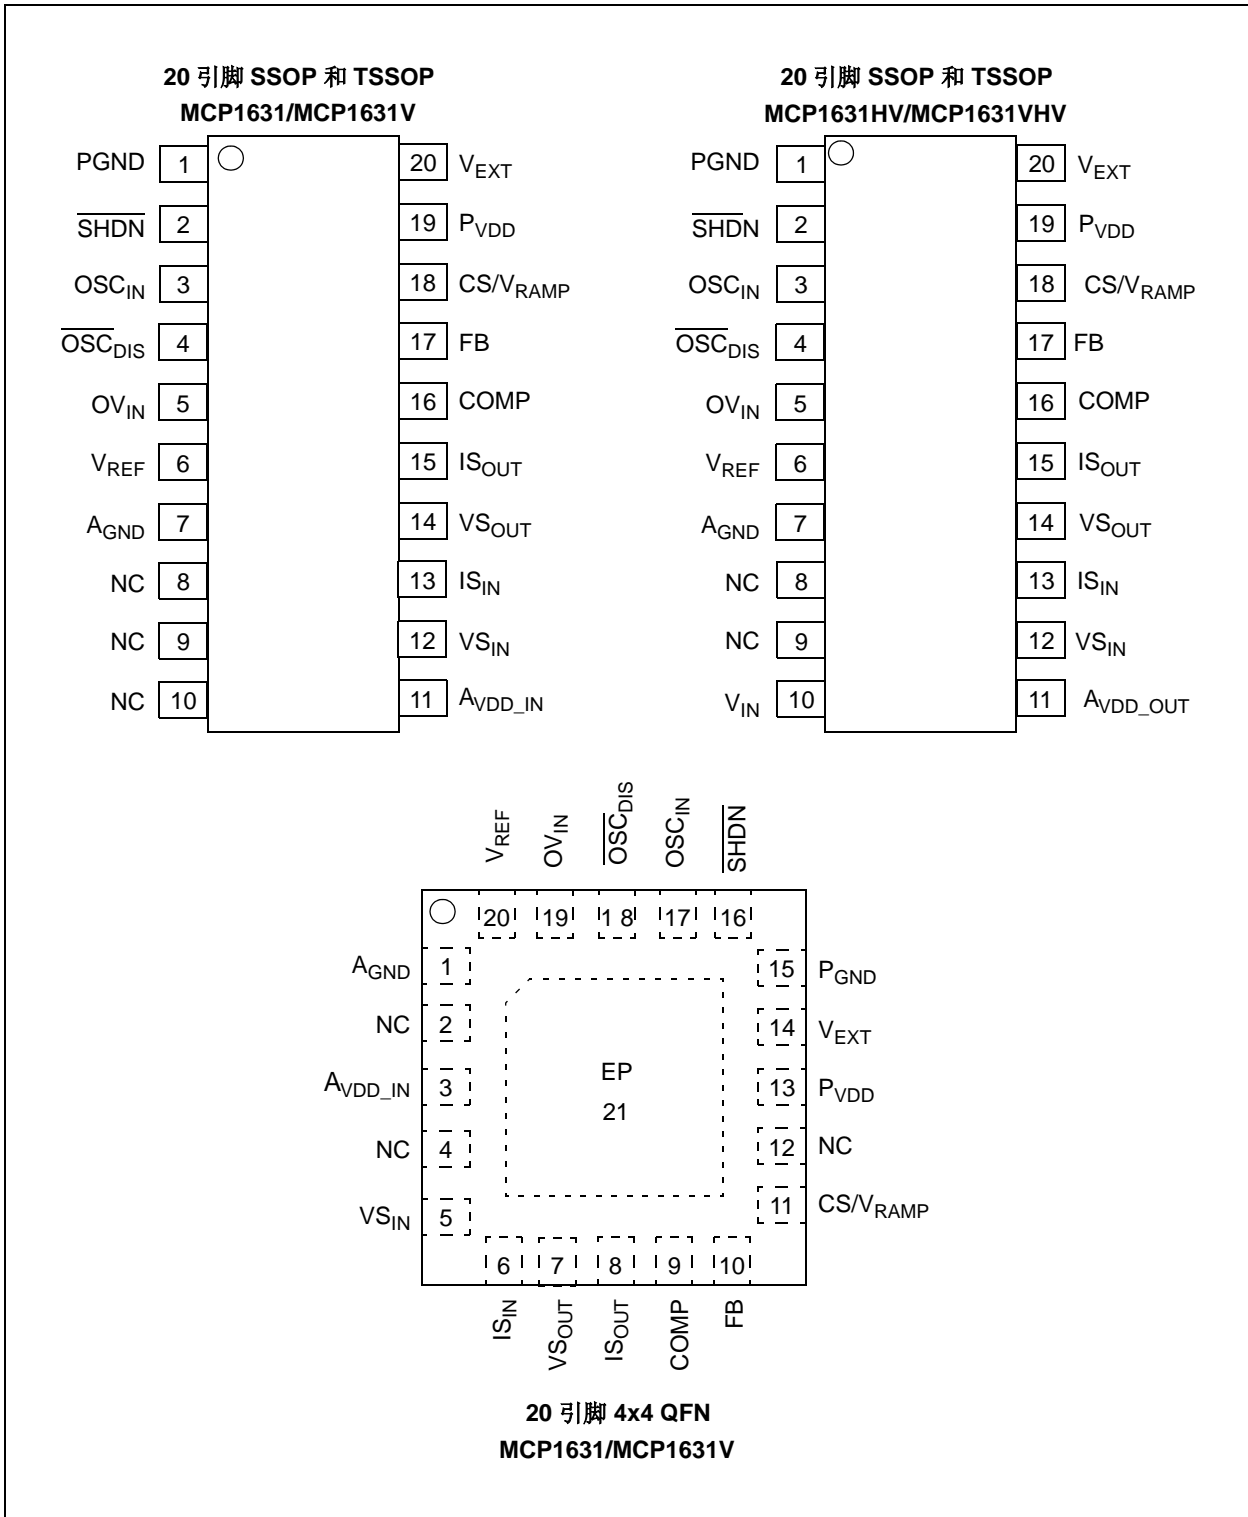 20 引脚 SSOP 和 TSSOP
MCP1631/MCP1631V
PGND 1
SHDN 2
OSCIN 3
OSCDIS 4
OVIN 5
VREF 6
AGND 7
NC 8
NC 9
NC 10
20 VEXT
19 PVDD
18 CS/VRAMP
17 FB
16 COMP
15 ISOUT
14 VSOUT
13 ISIN
12 VSIN
11 AVDD_IN
20 引脚 SSOP 和 TSSOP
MCP1631HV/MCP1631VHV
PGND 1
SHDN 2
OSCIN 3
OSCDIS 4
OVIN 5
VREF 6
AGND 7
NC 8
NC 9
VIN 10
20 VEXT
19 PVDD
18 CS/VRAMP
17 FB
16 COMP
15 ISOUT
14 VSOUT
13 ISIN
12 VSIN
11 AVDD_OUT
VREF OVIN OSCDIS OSCIN SHDN
20 19 1 8 17 16
AGND 1
NC 2
AVDD_IN 3
NC 4
VSIN 5
EP
21
15 PGND
14 VEXT
13 PVDD
12 NC
11 CS/VRAMP
6 7 8 9 10
ISIN VSOUT ISOUT COMP FB
20 引脚 4x4 QFN
MCP1631/MCP1631V